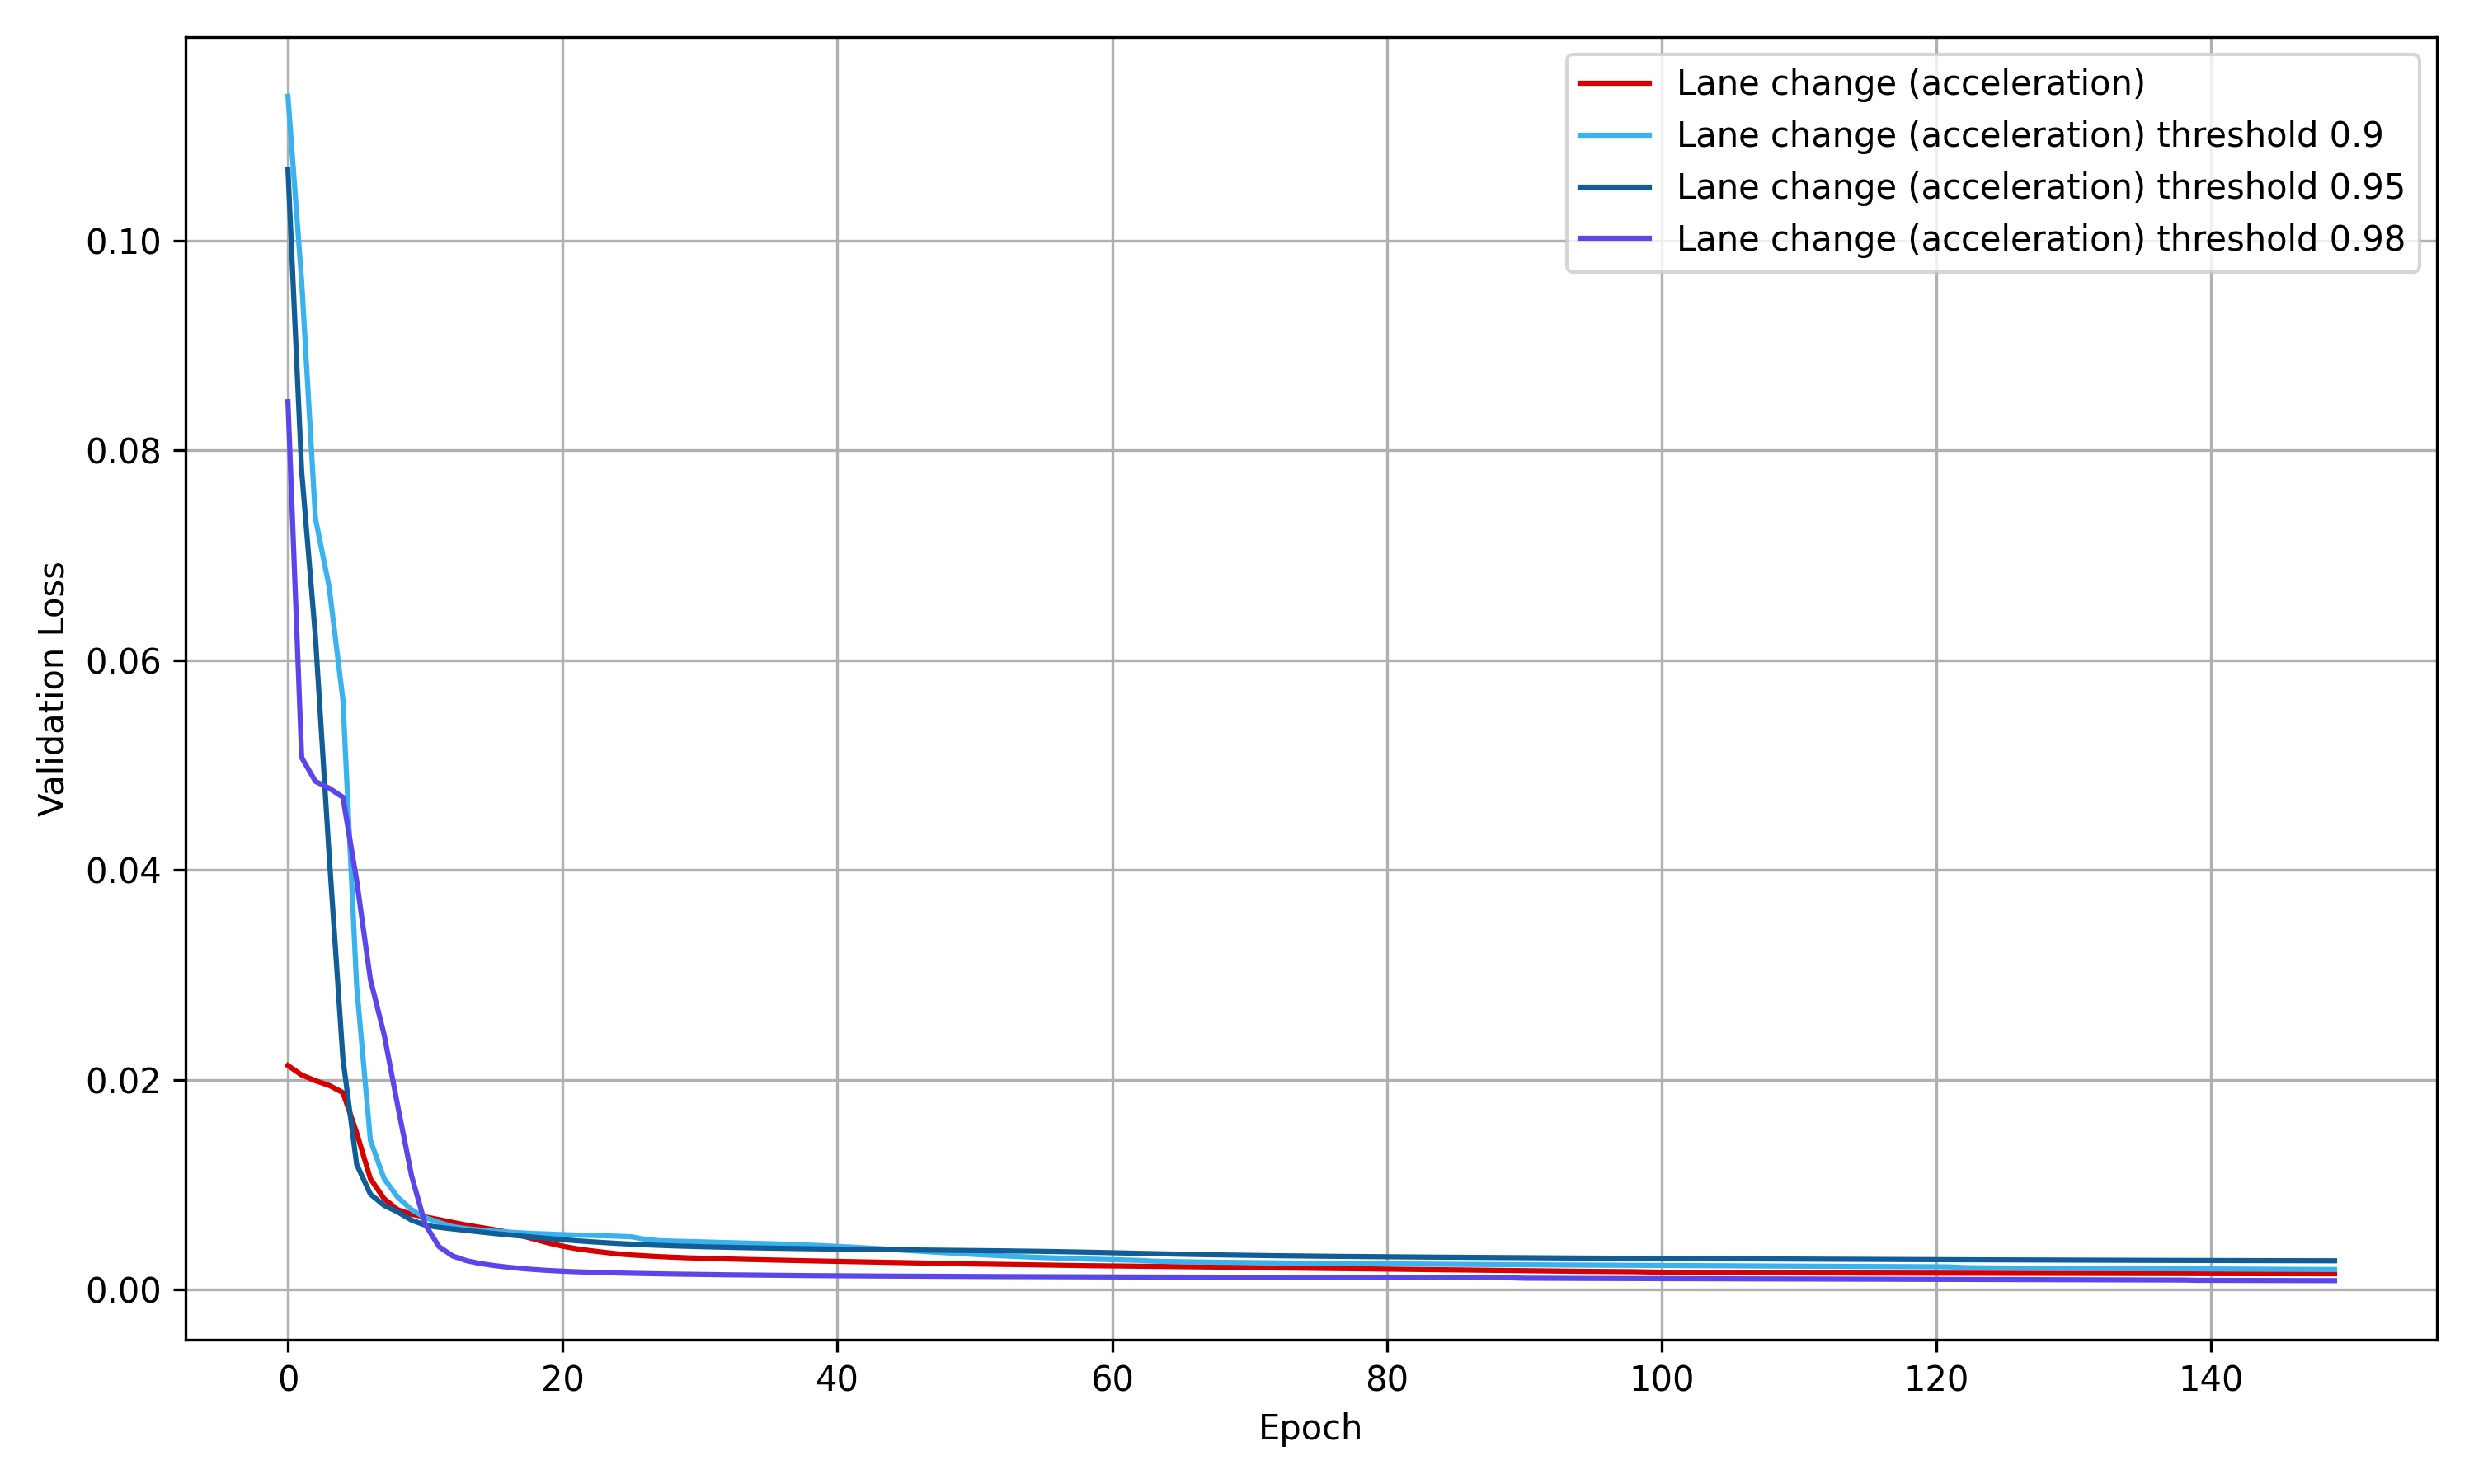 Lane change (acceleration)
Lane change (acceleration) threshold 0.9
Lane change (acceleration) threshold 0.95
Lane change (acceleration) threshold 0.98
Validation Loss
0.10
0.08
0.06
0.04
0.02
0.00
0 20 40 60 80 100 120 140
Epoch